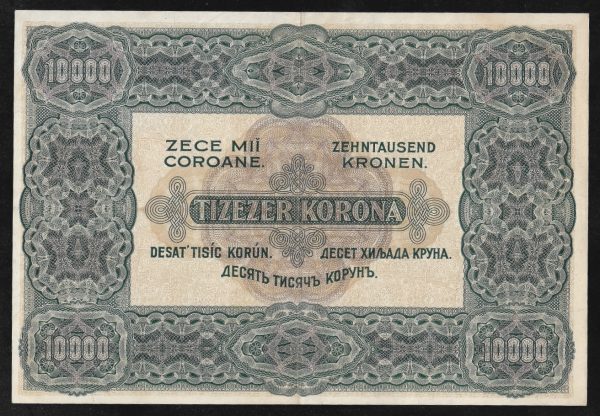 10000
10000
ZECE MII
COROANE.
ZEHNTAUSEND
KRONEN.
TIZEZER KORONA
DESAT' TISÍC KORÚN.
ДЕСЕТ ХИЉАДА КРУНА.
ДЕСЯТЬ ТИСЯЧЪ КОРУНЪ.
10000
10000